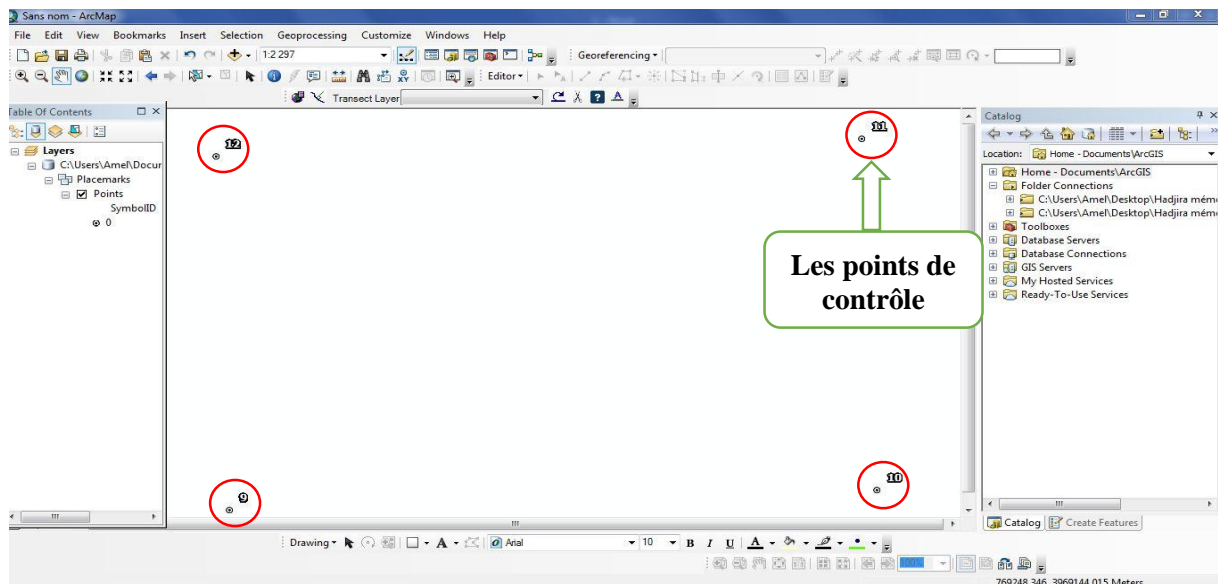 Sans nom - ArcMap
File Edit View Bookmarks Insert Selection Geoprocessing Customize Windows Help
1:2 297 Georeferencing
Editor
Transect Layer
Table Of Contents
Layers
C:\Users\Amel\Docur
Placemarks
Points
SymbolID
0
12
11
Les points de
contrôle
9
10
Catalog
Location: Home - Documents\ArcGIS
Home - Documents\ArcGIS
Folder Connections
C:\Users\Amel\Desktop\Hadjira mém
C:\Users\Amel\Desktop\Hadjira mém
Toolboxes
Database Servers
Database Connections
GIS Servers
My Hosted Services
Ready-To-Use Services
Catalog Create Features
Drawing A Arial 10 B I U A
100%
769248,346 3969144,015 Meters